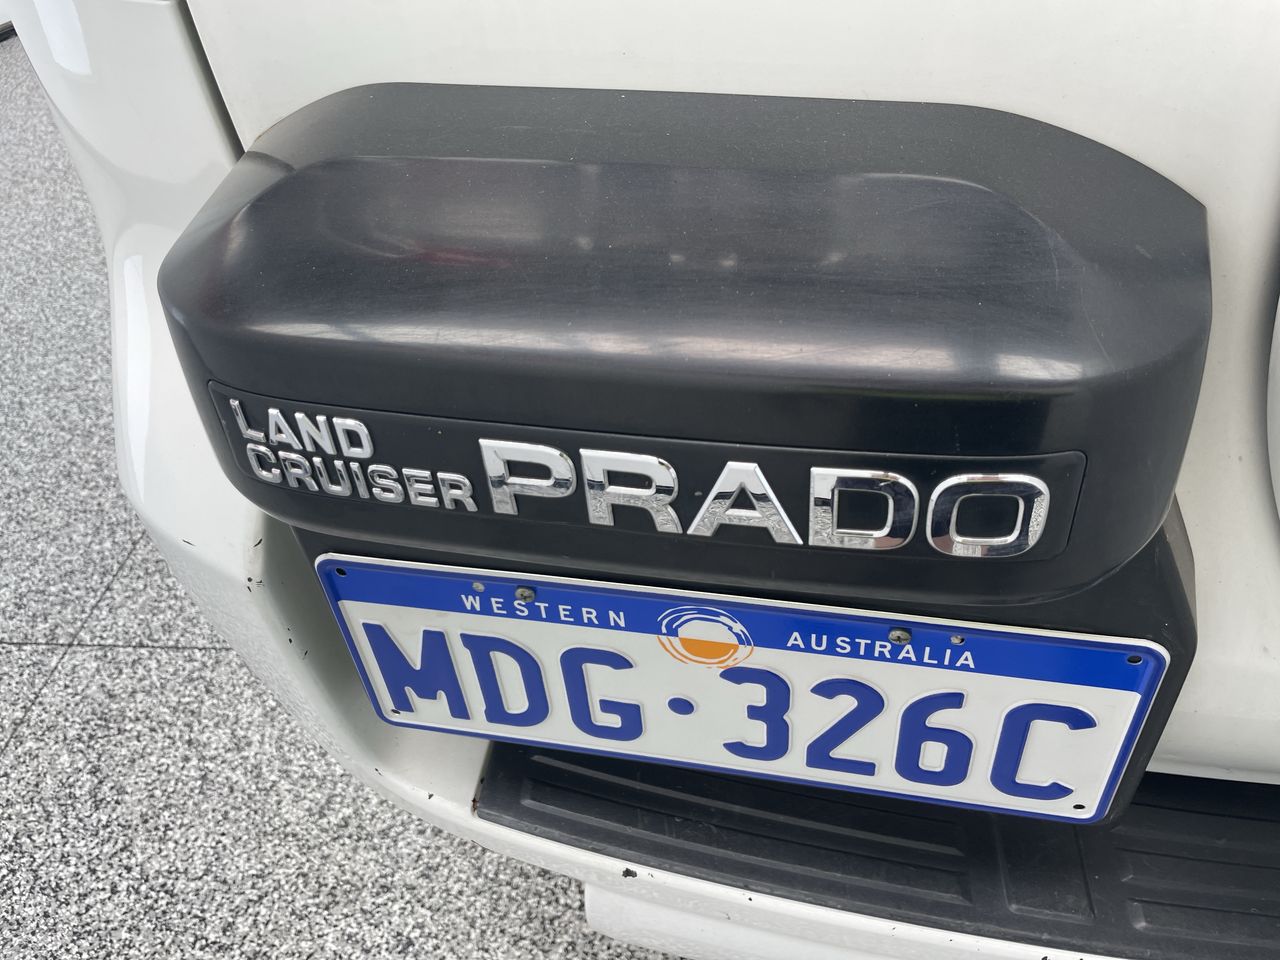 LAND
CRUISER PRADO
WESTERN AUSTRALIA
MDG·326C